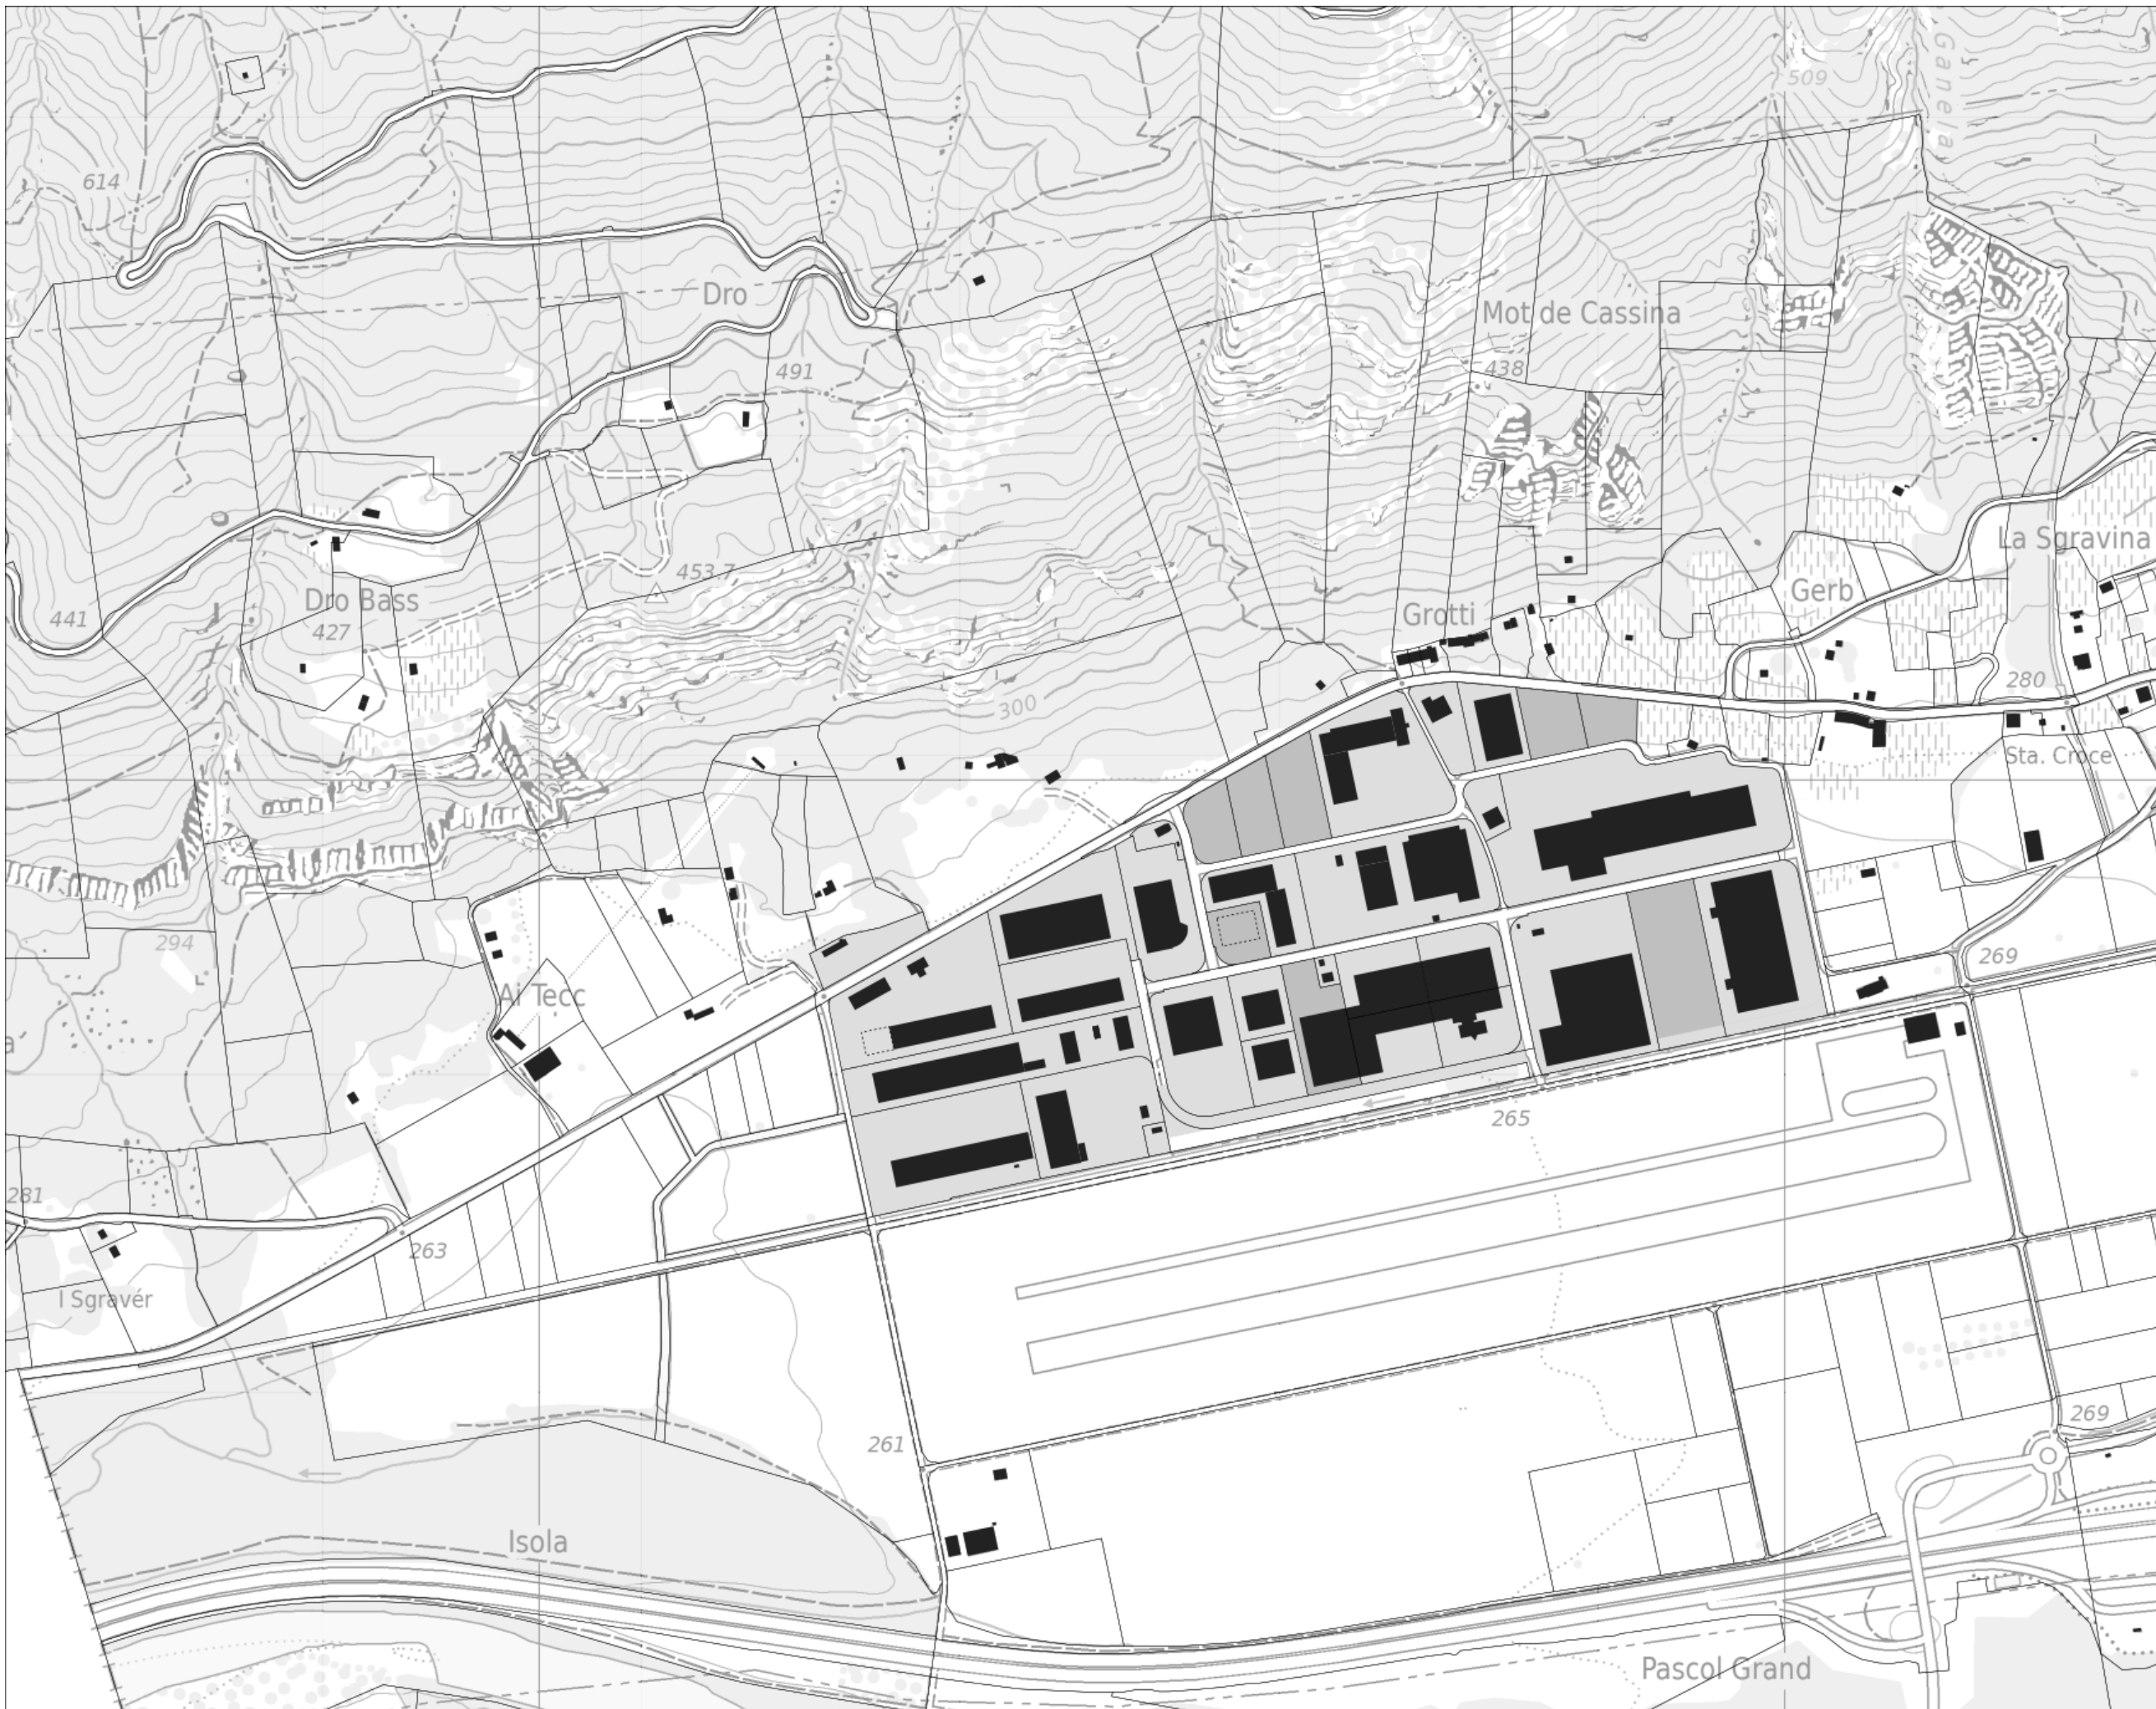 Ganela
509
614
Dro
Mot de Cassina
491
438
La Sgravina
453.7
Gerb
Dro Bass
Grotti
441
427
280
300
Sta. Croce
294
269
Ai Tecc
a
265
281
263
I Sgravér
269
261
Isola
Pascol Grand